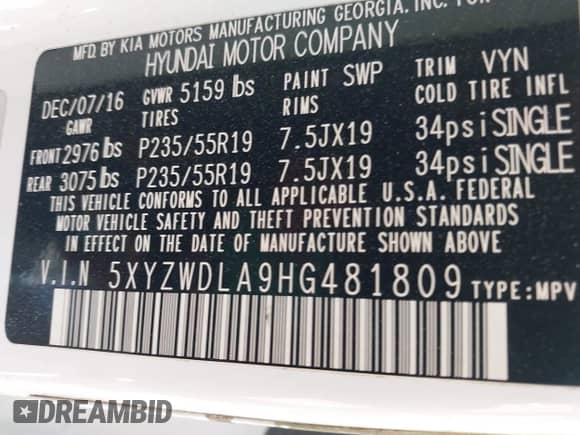 MFD. BY KIA MOTORS MANUFACTURING GEORGIA. INC. FOR
HYUNDAI MOTOR COMPANY
DEC/07/16 GVWR 5159 lbs PAINT SWP TRIM VYN
GAWR TIRES RIMS COLD TIRE INFL
FRONT 2976 lbs P235/55R19 7.5JX19 34psi SINGLE
REAR 3075 lbs P235/55R19 7.5JX19 34psi SINGLE
THIS VEHICLE CONFORMS TO ALL APPLICABLE U.S.A. FEDERAL
MOTOR VEHICLE SAFETY AND THEFT PREVENTION STANDARDS
IN EFFECT ON THE DATE OF MANUFACTURE SHOWN ABOVE.
V.I.N 5XYZWDLA9HG481809 TYPE:MPV
DREAMBID